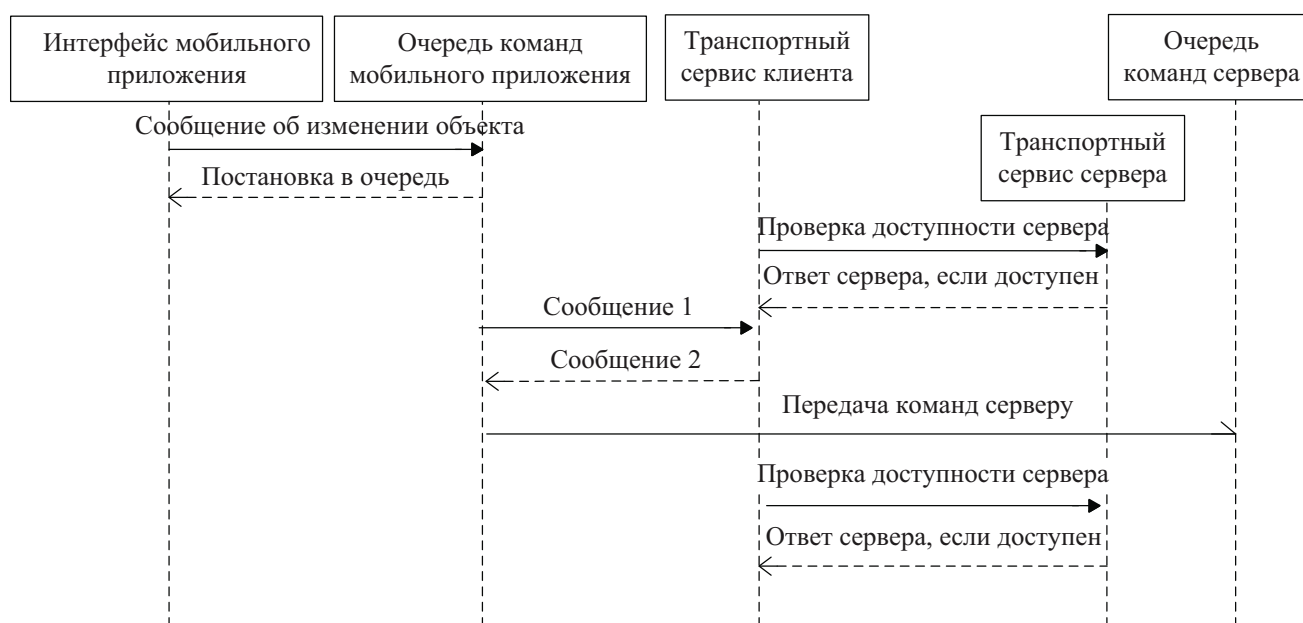 Интерфейс мобильного
приложения
Очередь команд
мобильного приложения
Транспортный
сервис клиента
Очередь
команд сервера
Транспортный
сервис сервера
Сообщение об изменении объекта
Постановка в очередь
Проверка доступности сервера
Ответ сервера, если доступен
Сообщение 1
Сообщение 2
Передача команд серверу
Проверка доступности сервера
Ответ сервера, если доступен